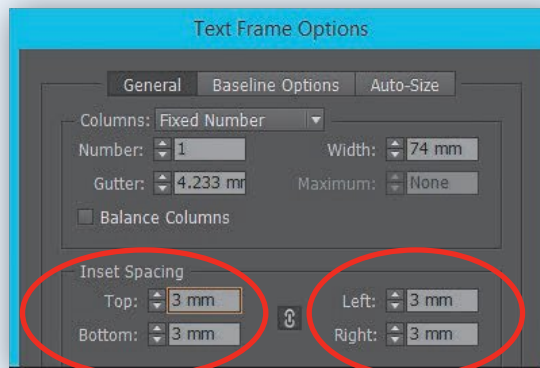 Text Frame Options
General Baseline Options Auto-Size
Columns: Fixed Number
Number: 1 Width: 74 mm
Gutter: 4.233 mm Maximum: None
Balance Columns
Inset Spacing
Top: 3 mm Left: 3 mm
Bottom: 3 mm Right: 3 mm